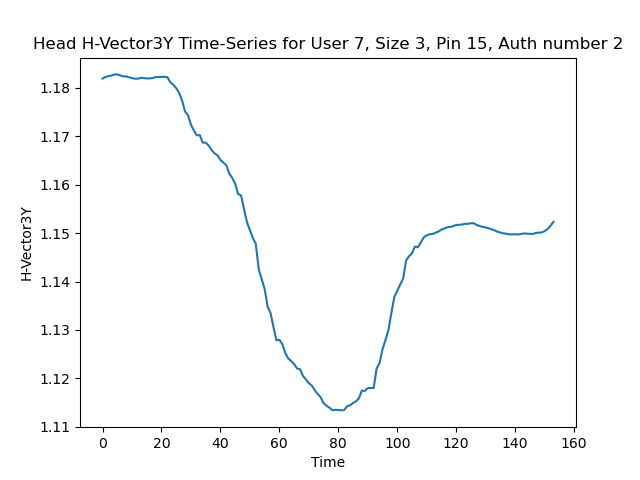 Head H-Vector3Y Time-Series for User 7, Size 3, Pin 15, Auth number 2
H-Vector3Y
1.18
1.17
1.16
1.15
1.14
1.13
1.12
1.11
0 20 40 60 80 100 120 140 160
Time